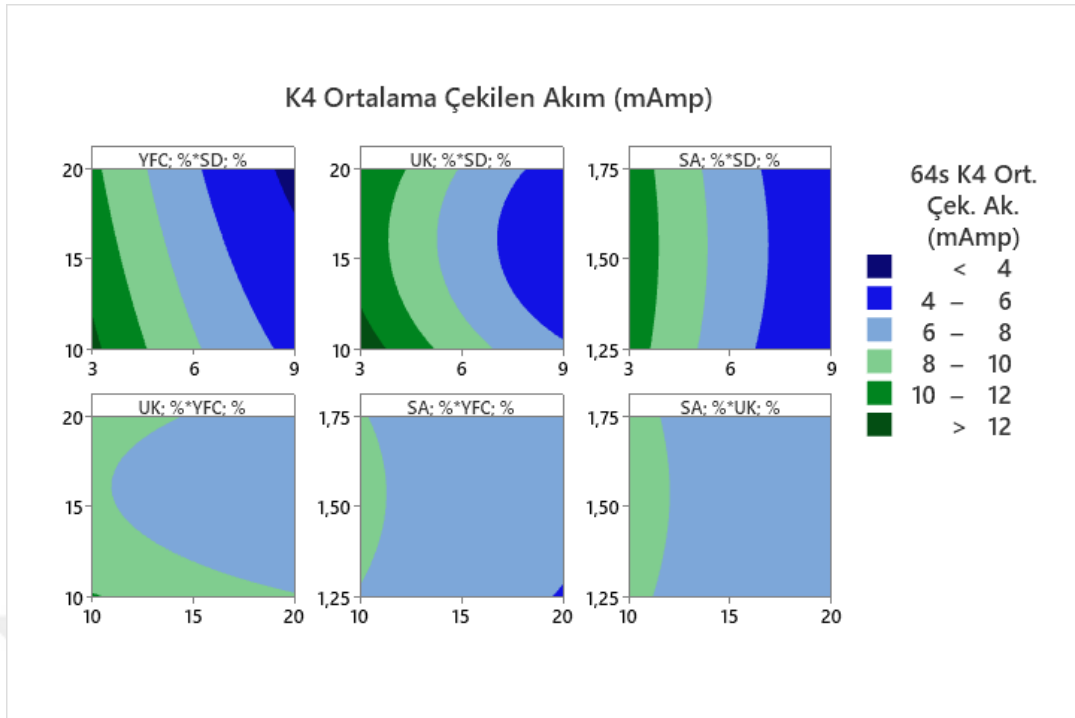 K4 Ortalama Çekilen Akım (mAmp)
YFC; %*SD; %
UK; %*SD; %
SA; %*SD; %
20
15
10
3 6 9
20
15
10
3 6 9
1,75
1,50
1,25
3 6 9
UK; %*YFC; %
SA; %*YFC; %
SA; %*UK; %
20
15
10
10 15 20
1,75
1,50
1,25
10 15 20
1,75
1,50
1,25
10 15 20
64s K4 Ort.
Çek. Ak.
(mAmp)
< 4
4 – 6
6 – 8
8 – 10
10 – 12
> 12